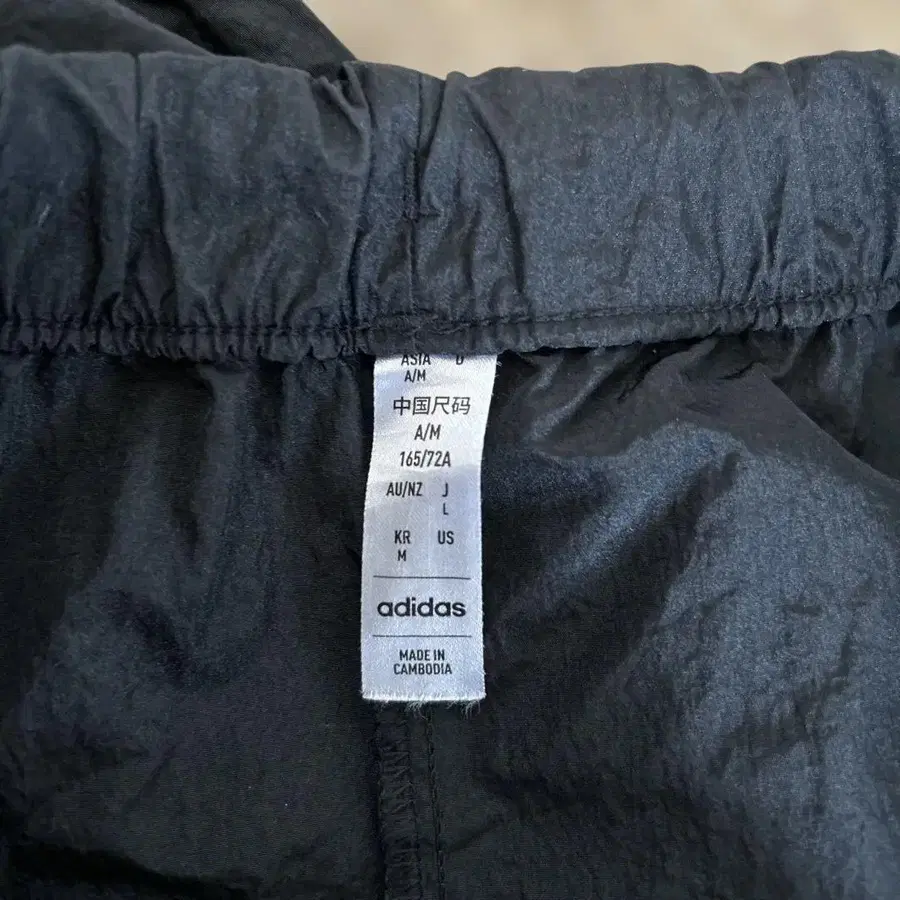 ASIA D
A/M
中国尺码
A/M
165/72A
AU/NZ J
L
KR US
M
adidas
MADE IN
CAMBODIA